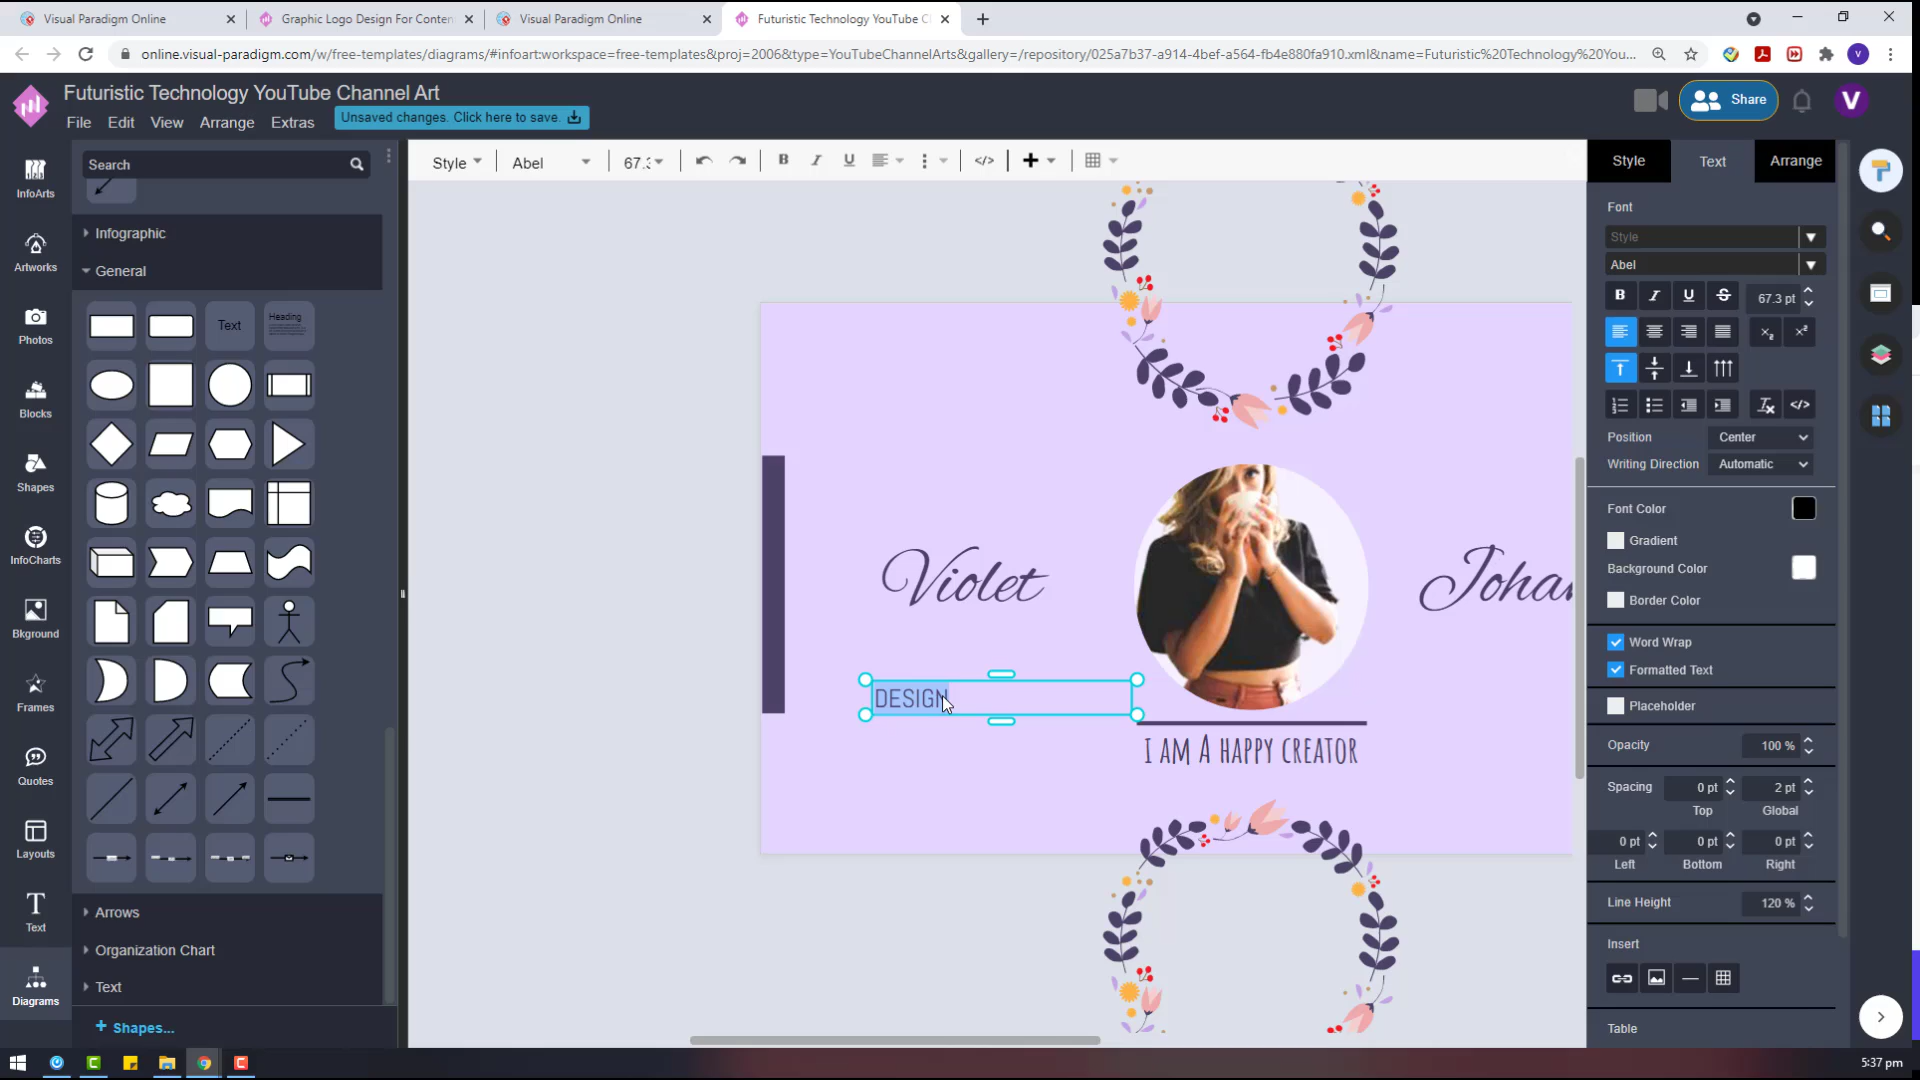 Visual Paradigm Online
Graphic Logo Design For Conten
Visual Paradigm Online
Futuristic Technology YouTube C
online.visual-paradigm.com/w/free-templates/diagrams/#infoart:workspace=free-templates&proj=2006&type=YouTubeChannelArts&gallery=/repository/025a7b37-a914-4bef-a564-fb4e880fa910.xml&name=Futuristic%20Technology%20You...
V
Futuristic Technology YouTube Channel Art
File Edit View Arrange Extras
Unsaved changes. Click here to save.
Share
V
Search
Style Abel 67.:
B I U
Style Text Arrange
InfoArts
Artworks
Photos
Blocks
Shapes
InfoCharts
Bkground
Frames
Quotes
Layouts
Text
Diagrams
Infographic
General
Text
Heading
Arrows
Organization Chart
Text
+ Shapes...
Violet
Johan
DESIGN
I AM A HAPPY CREATOR
Font
Style
Abel
B I U S 67.3 pt
Position Center
Writing Direction Automatic
Font Color
Gradient
Background Color
Border Color
Word Wrap
Formatted Text
Placeholder
Opacity 100 %
Spacing 0 pt 2 pt
Top Global
0 pt 0 pt 0 pt
Left Bottom Right
Line Height 120 %
Insert
Table
5:37 pm